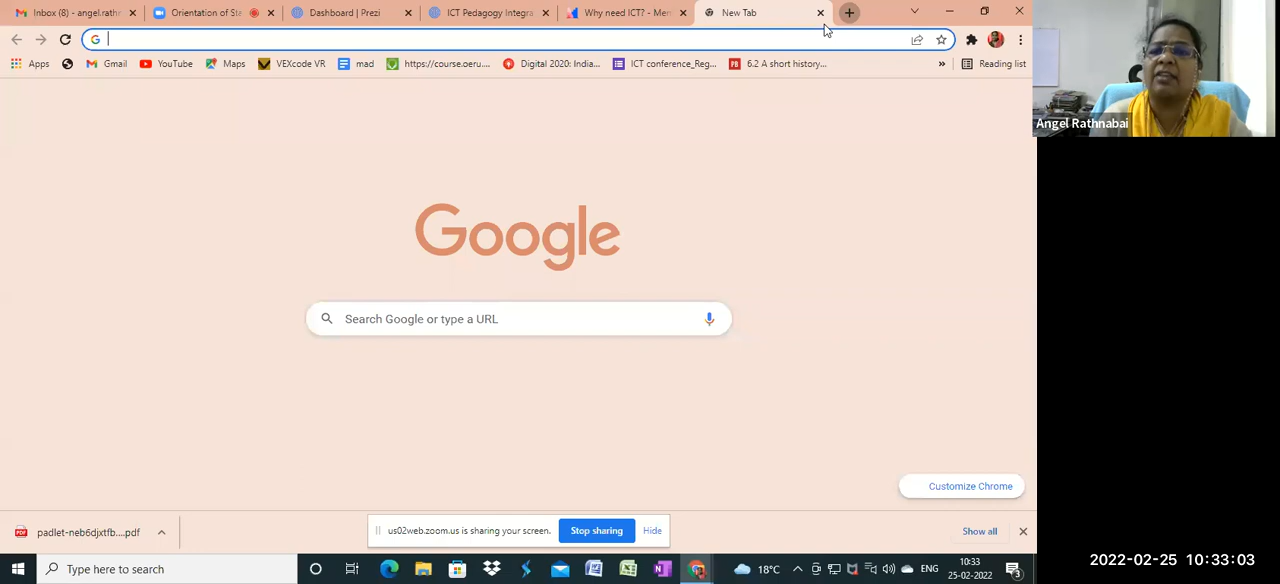 Inbox (8) - angel.rathr
Orientation of Sta
Dashboard | Prezi
ICT Pedagogy Integra
Why need ICT? - Men
New Tab
Apps
Gmail
YouTube
Maps
VEXcode VR
mad
https://course.oeru....
Digital 2020: India...
ICT conference_Reg...
6.2 A short history...
»
Reading list
Angel Rathnabai
Google
Search Google or type a URL
Customize Chrome
padlet-neb6djxtfb....pdf
us02web.zoom.us is sharing your screen.
Stop sharing
Hide
Show all
Type here to search
18°C
ENG
10:33
25-02-2022
3
2022-02-25 10:33:03